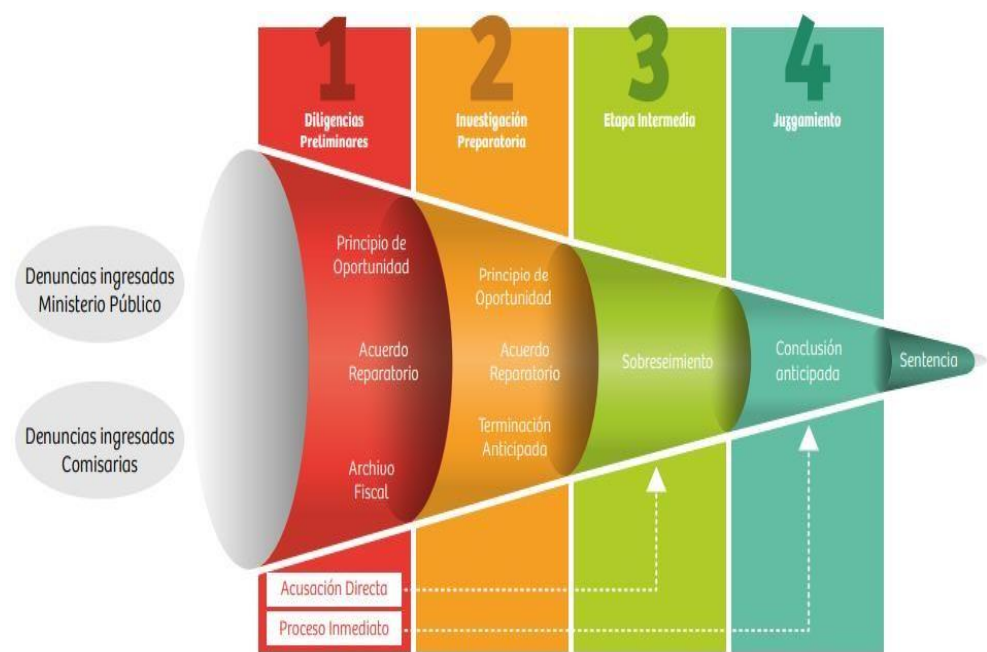 1
Diligencias
Preliminares
2
Investigación
Preparatoria
3
Etapa Intermedia
4
Juzgamiento
Denuncias ingresadas
Ministerio Público
Denuncias ingresadas
Comisarias
Principio de
Oportunidad
Acuerdo
Reparatorio
Archivo
Fiscal
Principio de
Oportunidad
Acuerdo
Reparatorio
Terminación
Anticipada
Sobreseimiento
Conclusión
anticipada
Sentencia
Acusación Directa
Proceso Inmediato